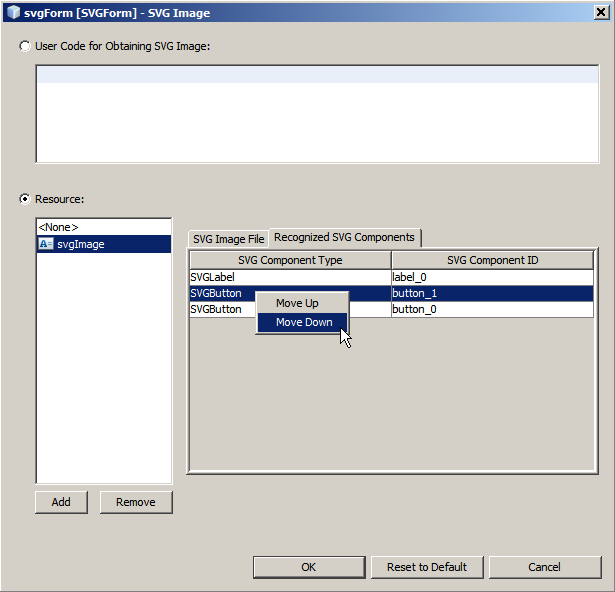 svgForm [SVGForm] - SVG Image
User Code for Obtaining SVG Image:
Resource:
<None>
A= svgImage
SVG Image File Recognized SVG Components
SVG Component Type SVG Component ID
SVGLabel label_0
SVGButton button_1
SVGButton button_0
Move Up
Move Down
Add Remove
OK Reset to Default Cancel